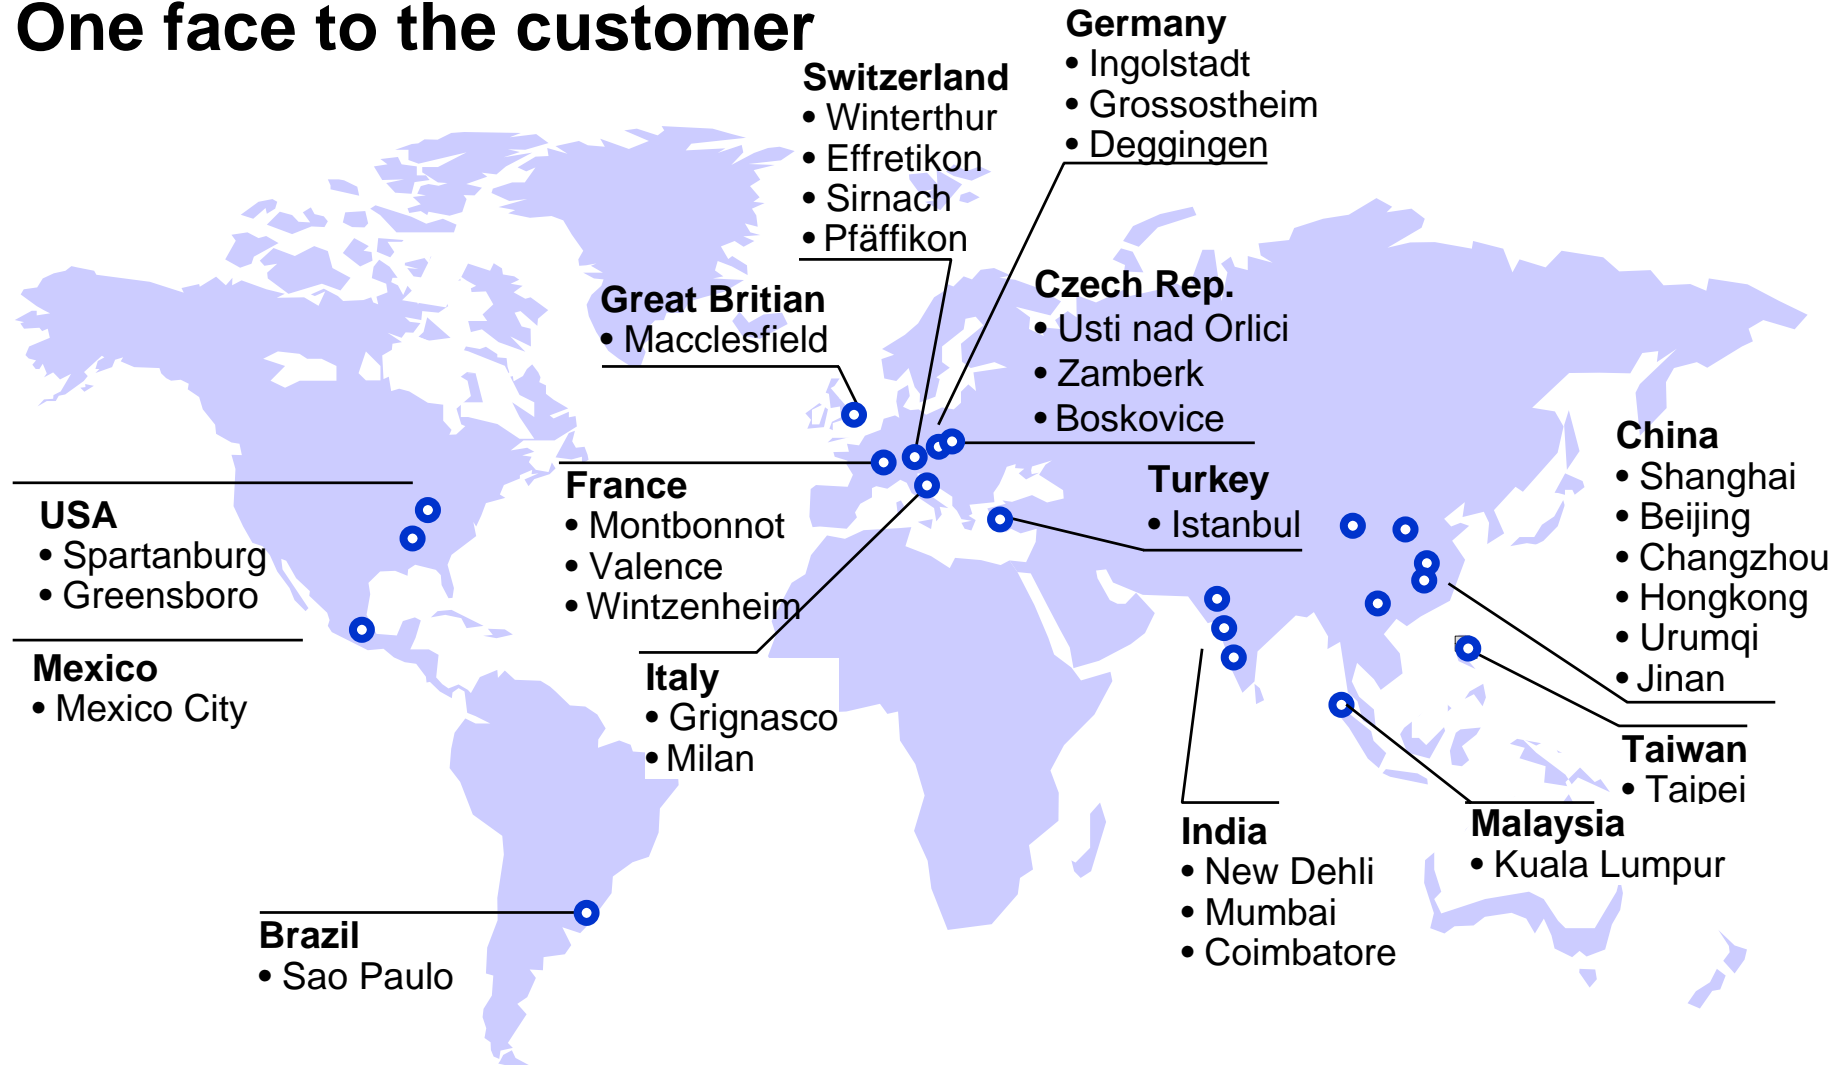 One face to the customer
Germany
• Ingolstadt
• Grossostheim
• Deggingen
Switzerland
• Winterthur
• Effretikon
• Sirnach
• Pfäffikon
Great Britian
• Macclesfield
Czech Rep.
• Usti nad Orlici
• Zamberk
• Boskovice
USA
• Spartanburg
• Greensboro
France
• Montbonnot
• Valence
• Wintzenheim
Turkey
• Istanbul
China
• Shanghai
• Beijing
• Changzhou
• Hongkong
• Urumqi
• Jinan
Mexico
• Mexico City
Italy
• Grignasco
• Milan
Taiwan
• Taipei
Malaysia
• Kuala Lumpur
India
• New Dehli
• Mumbai
• Coimbatore
Brazil
• Sao Paulo